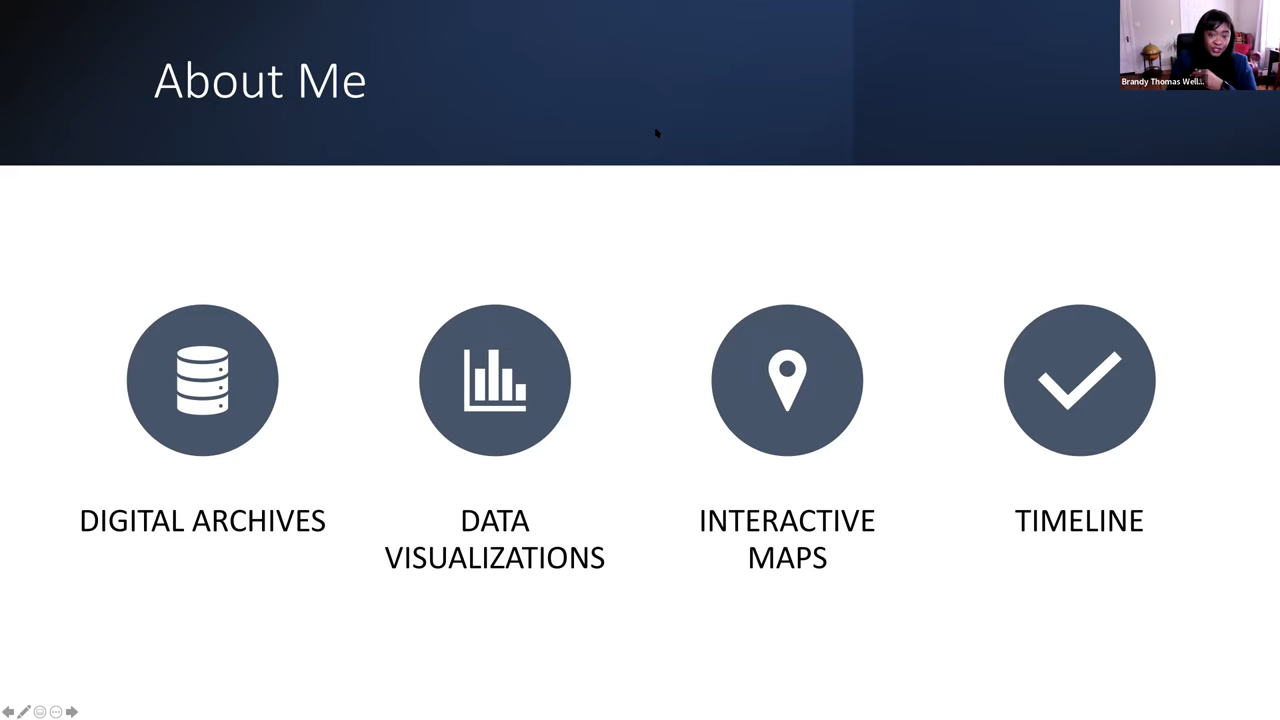 About Me
Brandy Thomas Well...
DIGITAL ARCHIVES
DATA
VISUALIZATIONS
INTERACTIVE
MAPS
TIMELINE